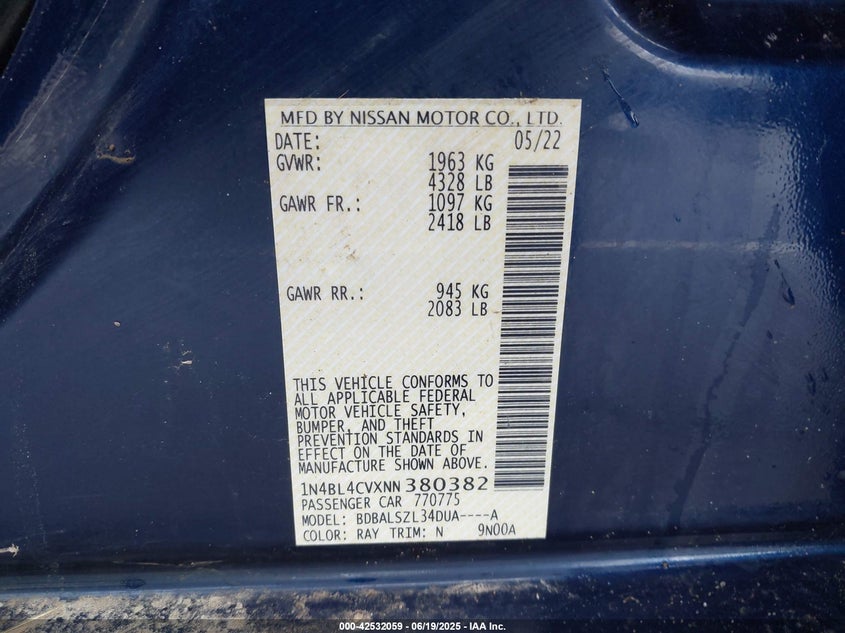 MFD BY NISSAN MOTOR CO., LTD.
DATE: 05/22
GVWR: 1963 KG
4328 LB
GAWR FR.: 1097 KG
2418 LB
GAWR RR.: 945 KG
2083 LB
THIS VEHICLE CONFORMS TO
ALL APPLICABLE FEDERAL
MOTOR VEHICLE SAFETY,
BUMPER, AND THEFT
PREVENTION STANDARDS IN
EFFECT ON THE DATE OF
MANUFACTURE SHOWN ABOVE.
1N4BL4CVXNN380382
PASSENGER CAR 770775
MODEL: BDBALSZL34DUA----A
COLOR: RAY TRIM: N 9N00A
000-42532059 - 06/19/2025 - IAA Inc.